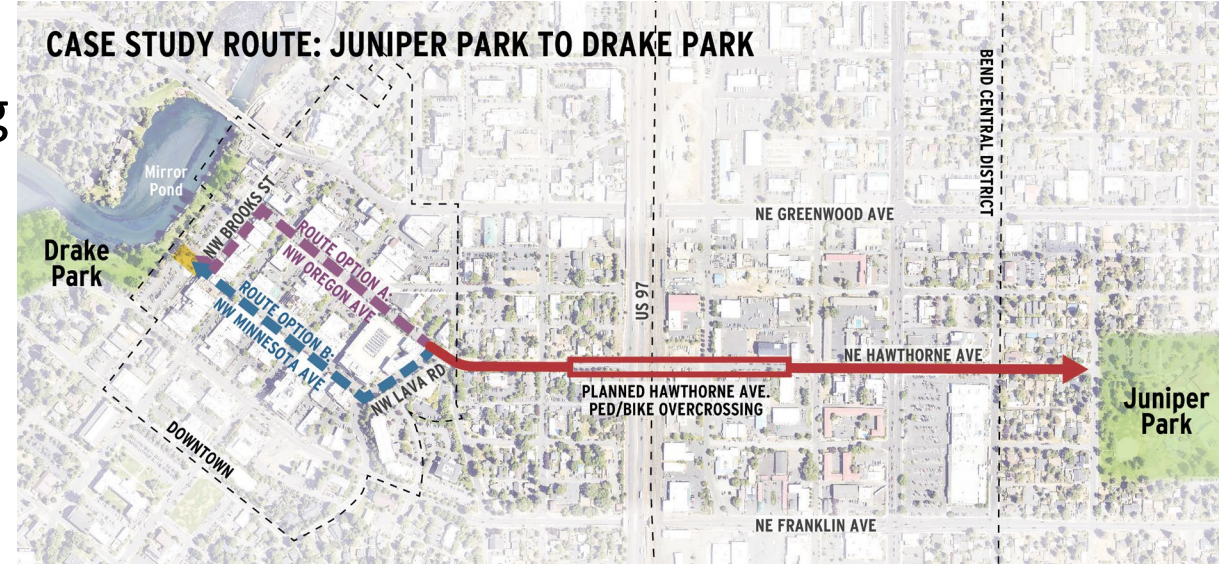 g
CASE STUDY ROUTE: JUNIPER PARK TO DRAKE PARK
BEND CENTRAL DISTRICT
Mirror
Pond
NW BROOKS ST
NE GREENWOOD AVE
Drake
Park
ROUTE OPTION A:
NW OREGON AVE
ROUTE OPTION B:
NW MINNESOTA AVE
US 97
NE HAWTHORNE AVE
NW LAVA RD
PLANNED HAWTHORNE AVE.
PED/BIKE OVERCROSSING
Juniper
Park
DOWNTOWN
NE FRANKLIN AVE